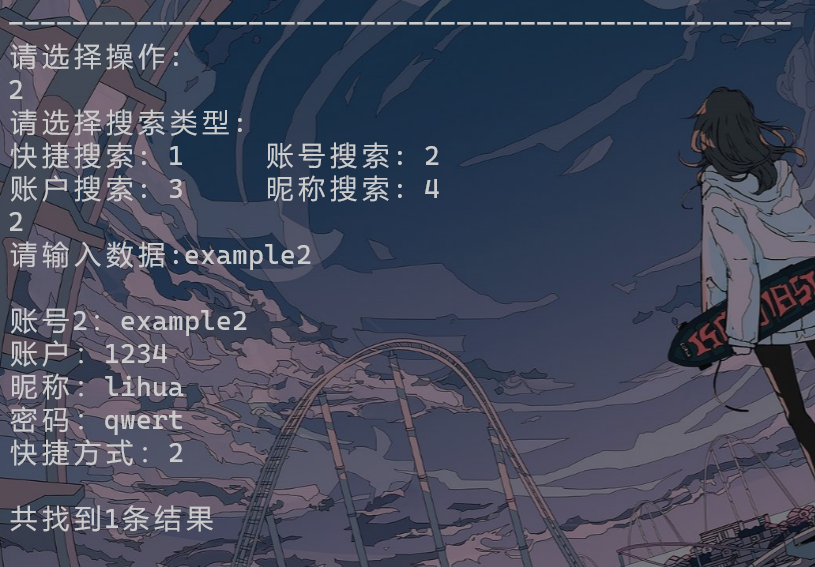 请选择操作:
2
请选择搜索类型:
快捷搜索: 1     账号搜索: 2
账户搜索: 3     昵称搜索: 4
2
请输入数据:example2
账号2: example2
账户: 1234
昵称: lihua
密码: qwert
快捷方式: 2
共找到1条结果